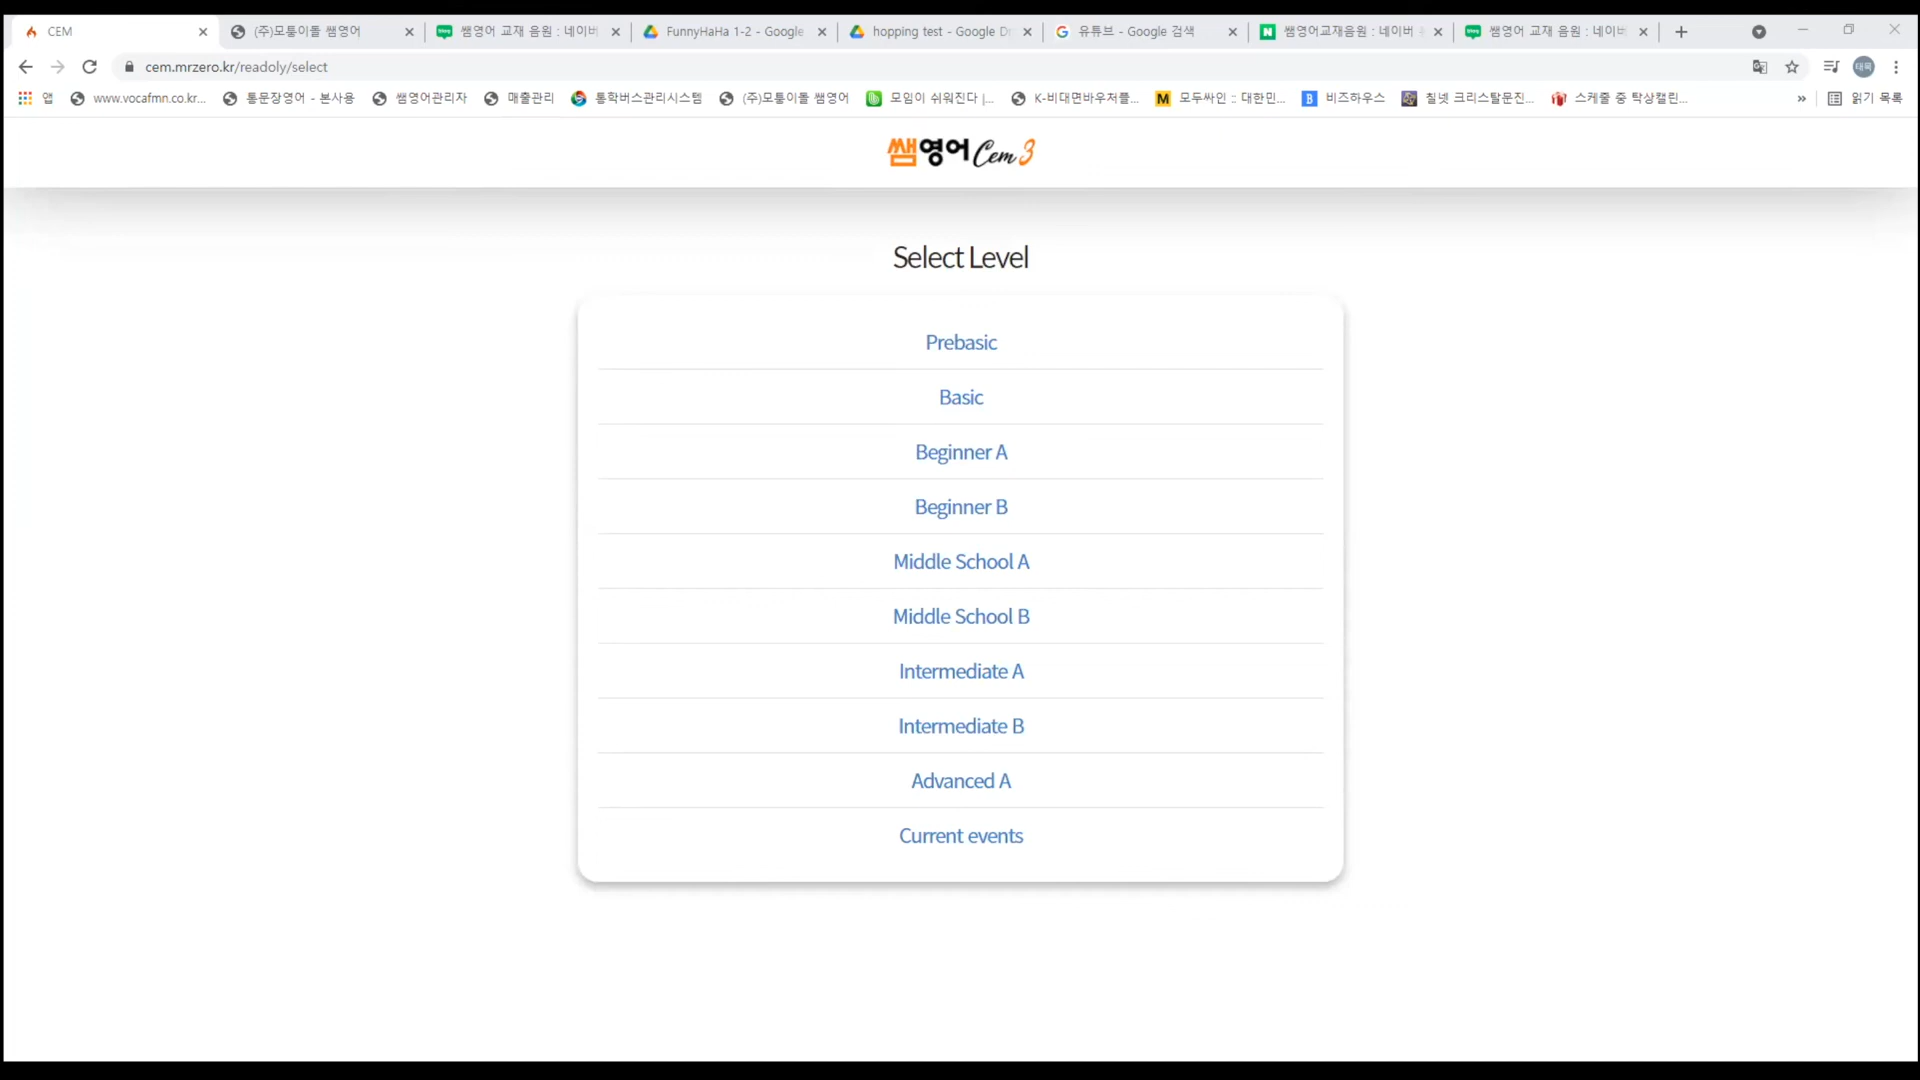 CEM
(주)모퉁이돌 쌤영어
쌤영어 교재 음원 : 네이버
FunnyHaHa 1-2 - Google
hopping test - Google Dr
유튜브 - Google 검색
쌤영어교재음원 : 네이버
쌤영어 교재 음원 : 네이버
cem.mrzero.kr/readoly/select
태욱
앱
www.vocafmn.co.kr...
통문장영어 - 본사용
쌤영어관리자
매출관리
통학버스관리시스템
(주)모퉁이돌 쌤영어
모임이 쉬워진다 |...
K-비대면바우처플...
모두싸인 :: 대한민...
비즈하우스
칠넷 크리스탈문진...
스케줄 중 탁상캘린...
»
읽기 목록
쌤영어 Cem 3
Select Level
Prebasic
Basic
Beginner A
Beginner B
Middle School A
Middle School B
Intermediate A
Intermediate B
Advanced A
Current events